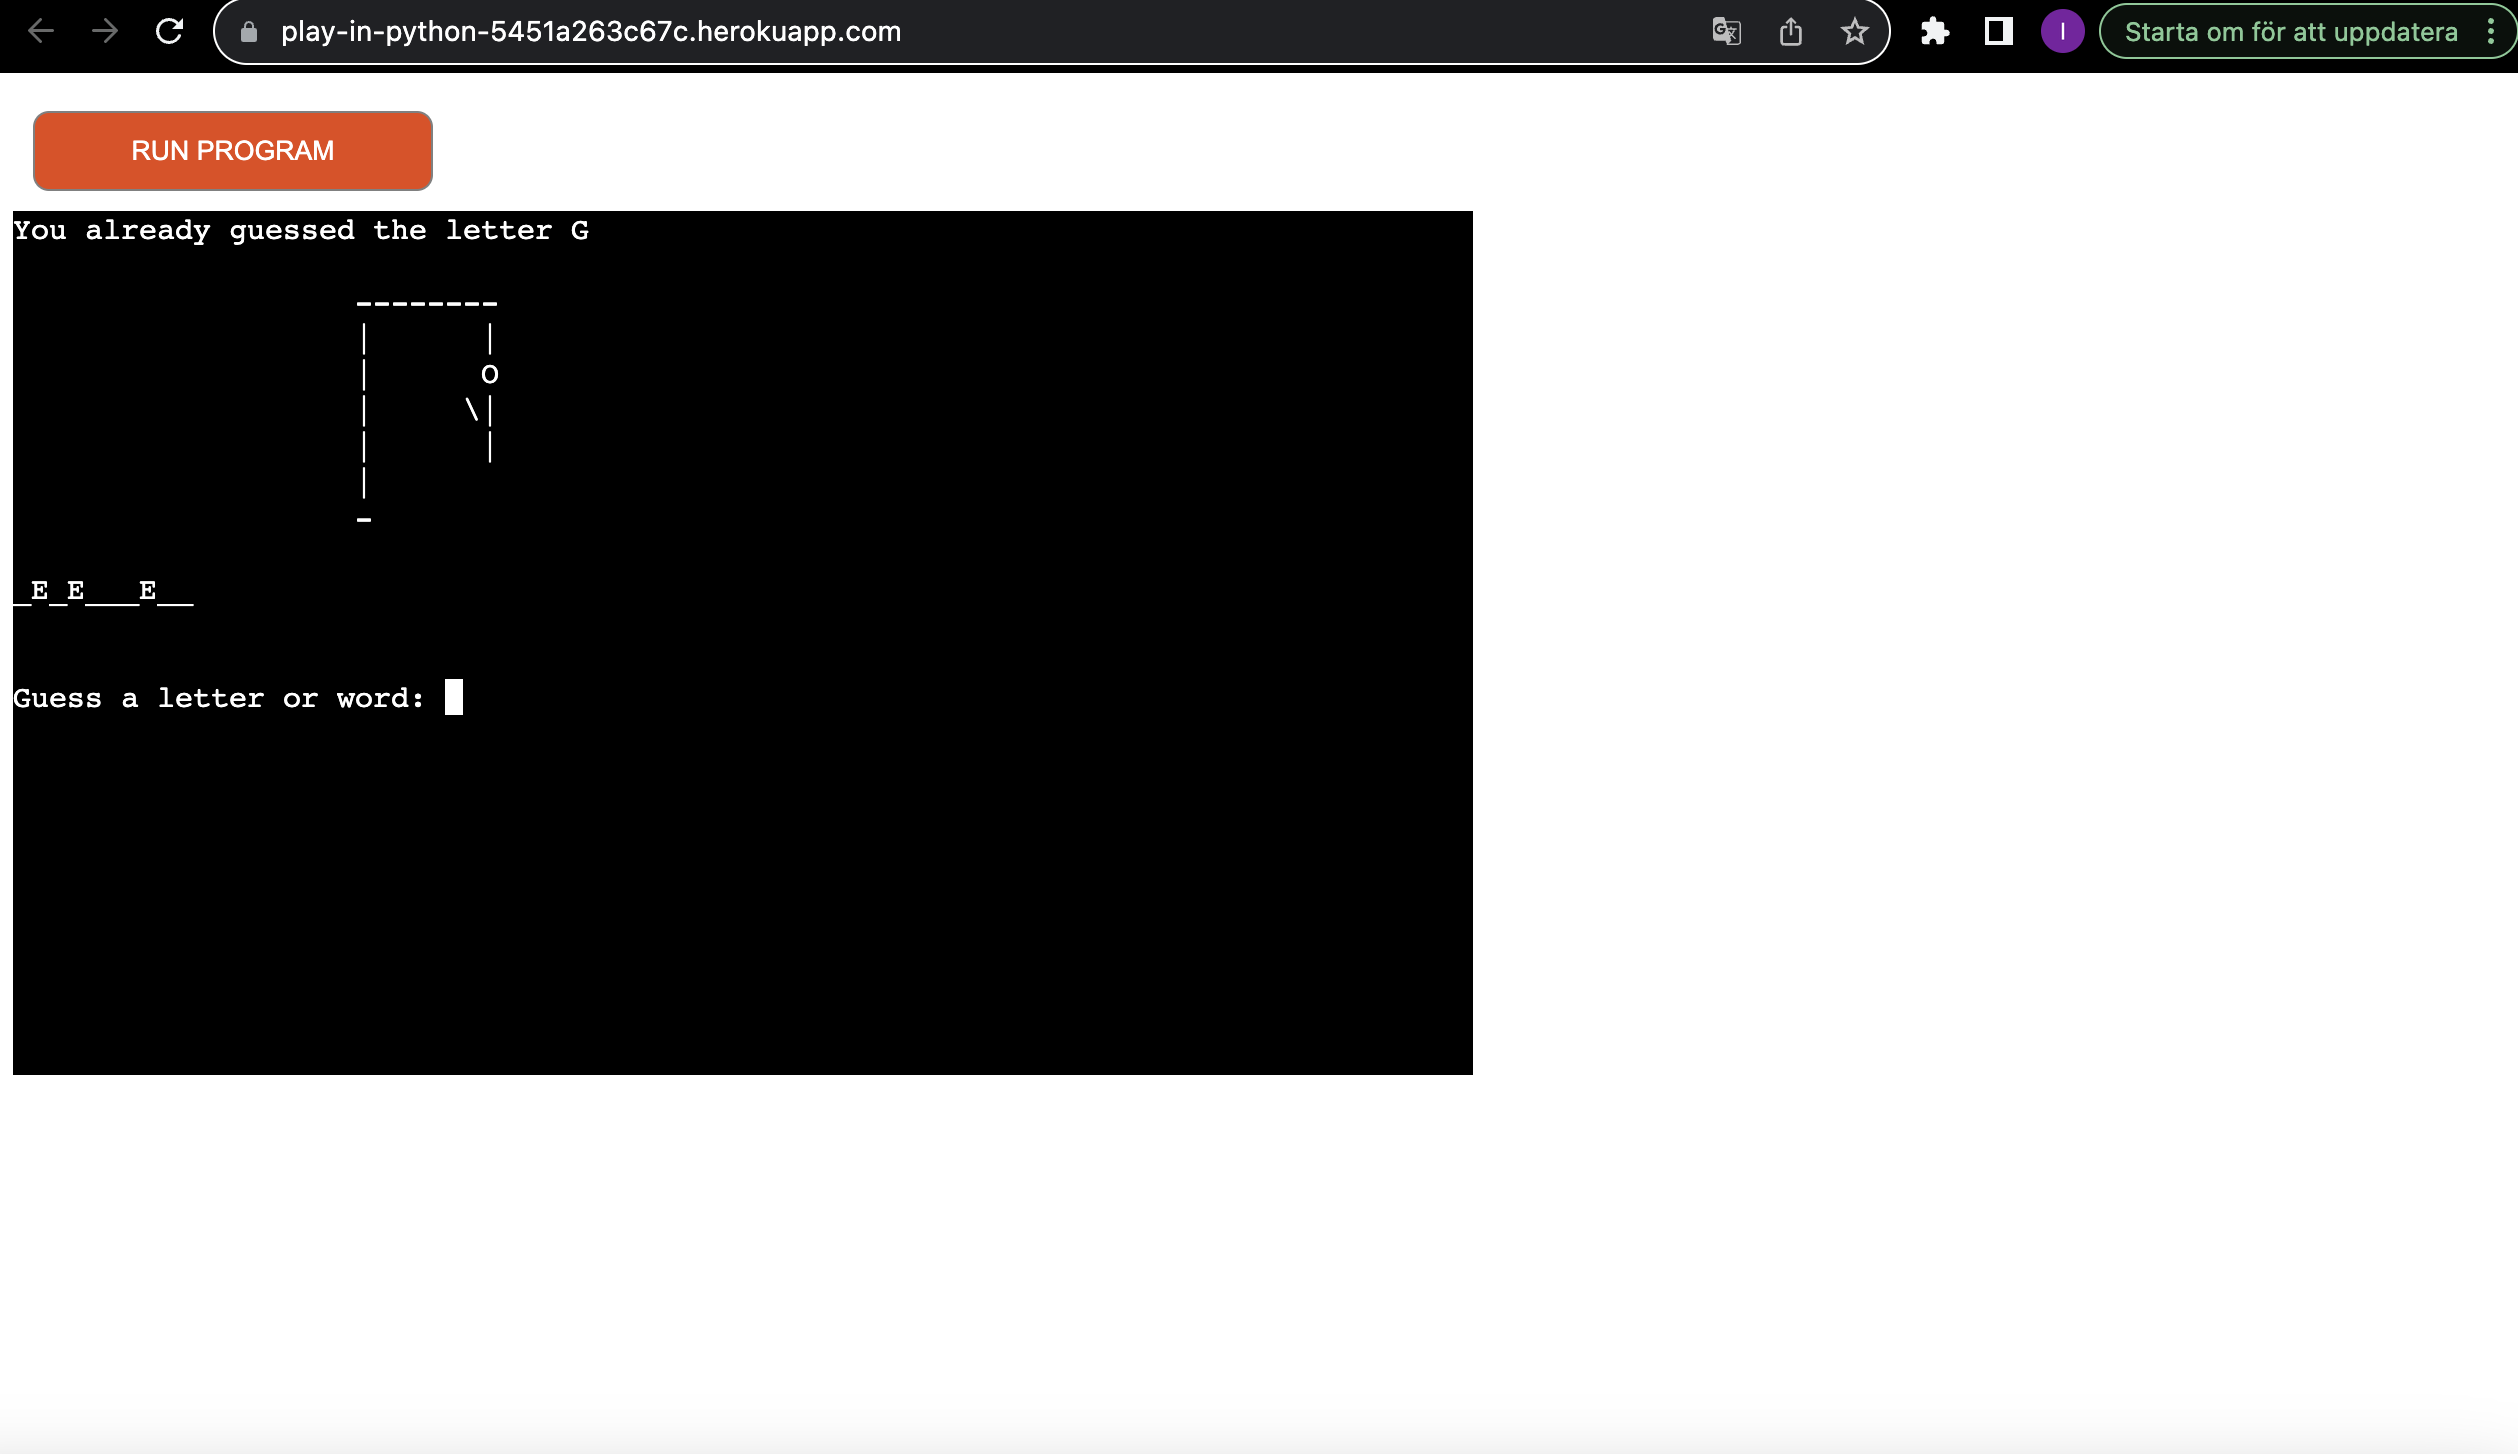 play-in-python-5451a263c67c.herokuapp.com
I
Starta om för att uppdatera
RUN PROGRAM
You already guessed the letter G
--------
|      |
|      o
|     \|
|      |
|
-
_E_E___E__
Guess a letter or word: